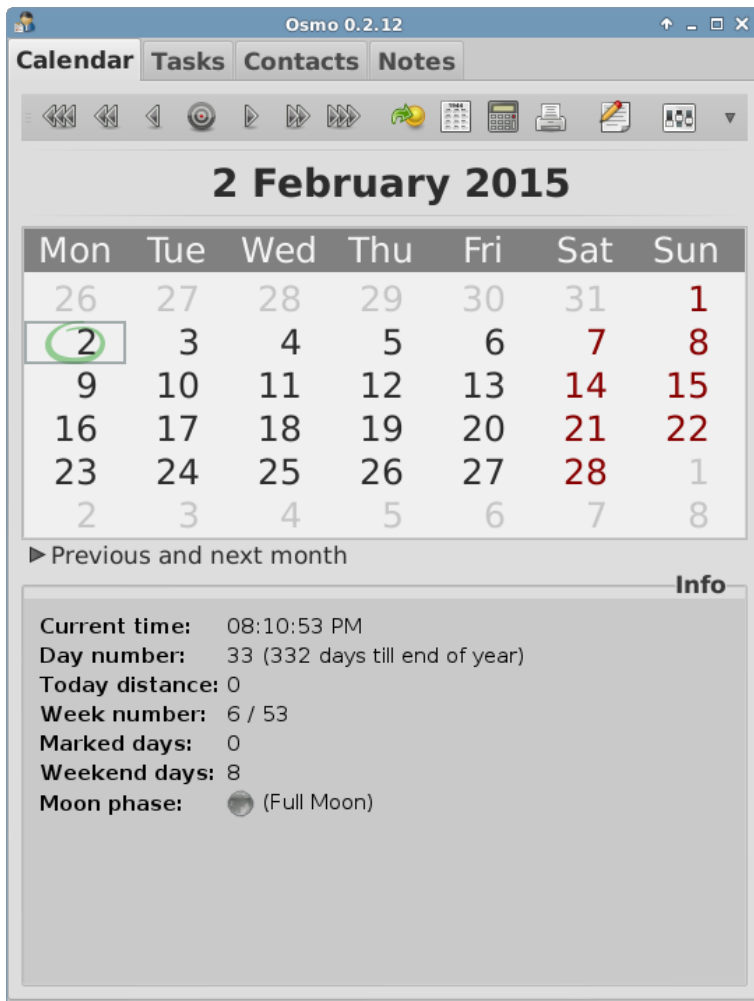 Osmo 0.2.12
Calendar Tasks Contacts Notes
2 February 2015
Mon Tue Wed Thu Fri Sat Sun
26 27 28 29 30 31 1
2 3 4 5 6 7 8
9 10 11 12 13 14 15
16 17 18 19 20 21 22
23 24 25 26 27 28 1
2 3 4 5 6 7 8
Previous and next month
Info
Current time: 08:10:53 PM
Day number: 33 (332 days till end of year)
Today distance: 0
Week number: 6 / 53
Marked days: 0
Weekend days: 8
Moon phase: (Full Moon)